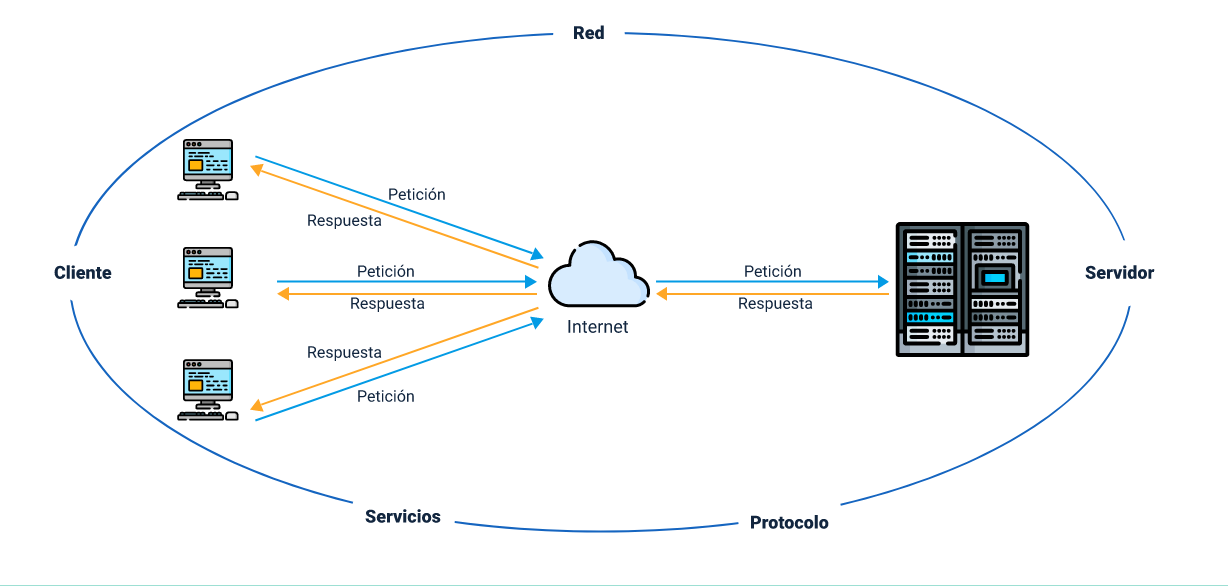 Red
Petición
Respuesta
Cliente
Petición
Respuesta
Petición
Respuesta
Servidor
Internet
Respuesta
Petición
Servicios
Protocolo